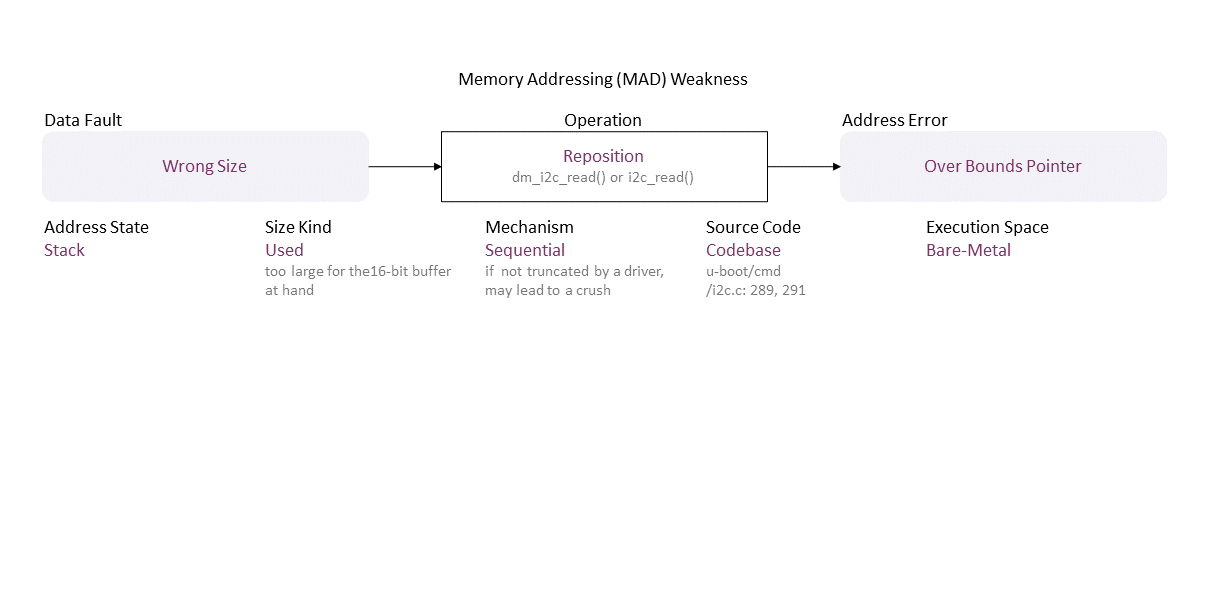 Memory Addressing (MAD) Weakness
Data Fault
Operation
Address Error
Wrong Size
Reposition
dm_i2c_read() or i2c_read()
Over Bounds Pointer
Address State
Stack
Size Kind
Used
too large for the16-bit buffer
at hand
Mechanism
Sequential
if not truncated by a driver,
may lead to a crush
Source Code
Codebase
u-boot/cmd
/i2c.c: 289, 291
Execution Space
Bare-Metal